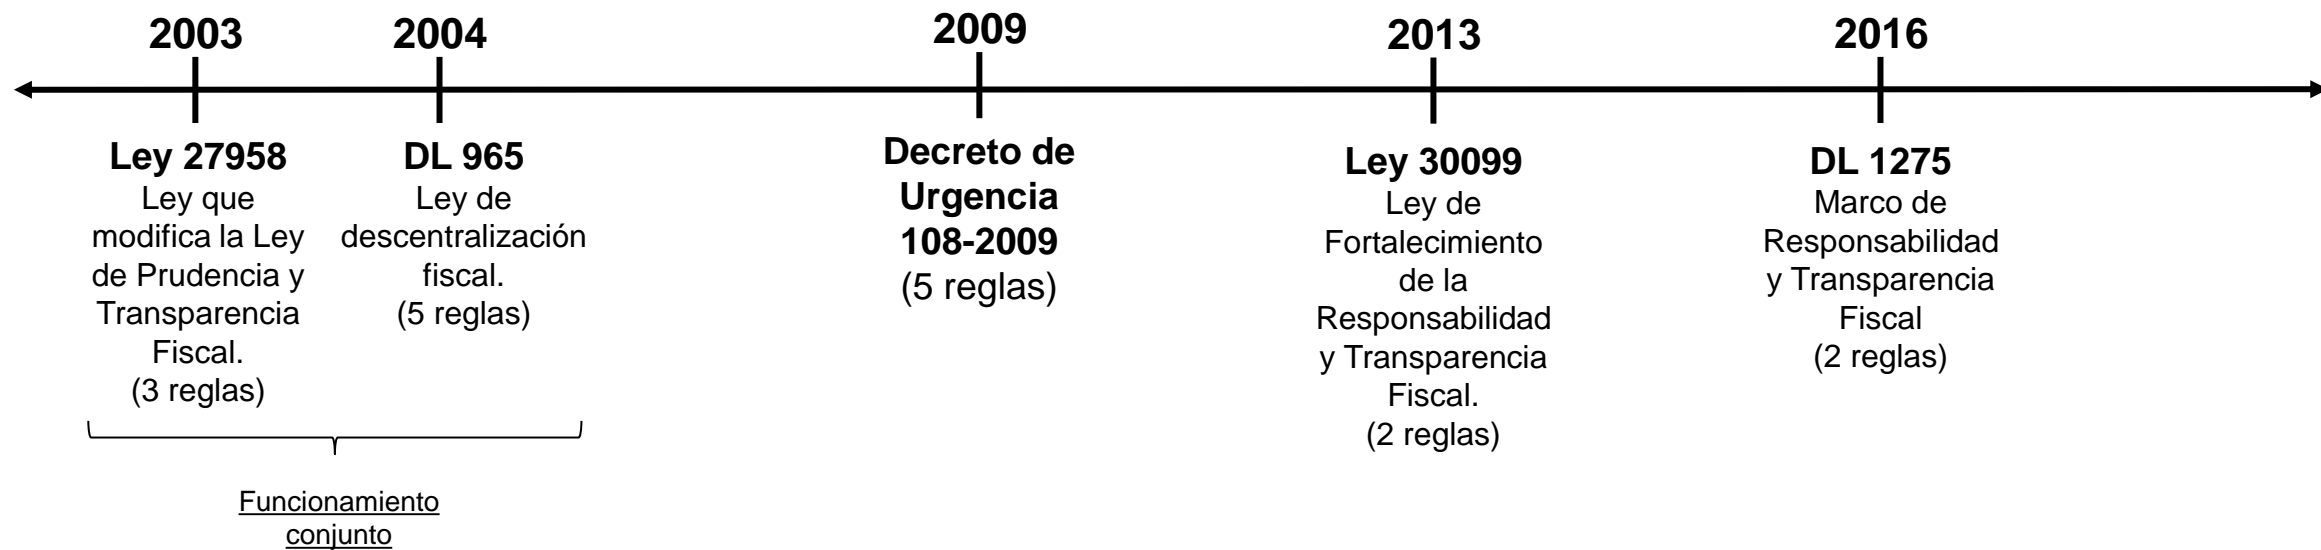 2003
Ley 27958
Ley que
modifica la Ley
de Prudencia y
Transparencia
Fiscal.
(3 reglas)
2004
DL 965
Ley de
descentralización
fiscal.
(5 reglas)
Funcionamiento
conjunto
2009
Decreto de
Urgencia
108-2009
(5 reglas)
2013
Ley 30099
Ley de
Fortalecimiento
de la
Responsabilidad
y Transparencia
Fiscal.
(2 reglas)
2016
DL 1275
Marco de
Responsabilidad
y Transparencia
Fiscal
(2 reglas)